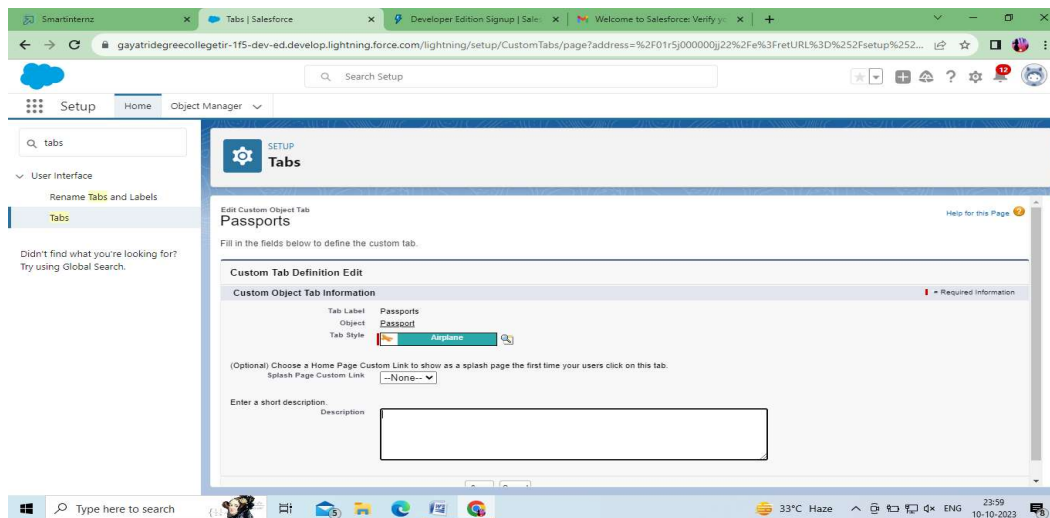 Smartinternz
Tabs | Salesforce
Developer Edition Signup | Sale
Welcome to Salesforce: Verify yo
gayatridegreecollegetir-1f5-dev-ed.develop.lightning.force.com/lightning/setup/CustomTabs/page?address=%2F01r5j000000jj22%2Fe%3FretURL%3D%252Fsetup%252...
Search Setup
12
Setup Home Object Manager
tabs
User Interface
Rename Tabs and Labels
Tabs
Didn't find what you're looking for?
Try using Global Search.
SETUP
Tabs
Edit Custom Object Tab
Passports
Help for this Page
Fill in the fields below to define the custom tab.
Custom Tab Definition Edit
Custom Object Tab Information
= Required Information
Tab Label Passports
Object Passport
Tab Style Airplane
(Optional) Choose a Home Page Custom Link to show as a splash page the first time your users click on this tab.
Splash Page Custom Link --None--
Enter a short description.
Description
Type here to search
5
33°C Haze
ENG
23:59
10-10-2023
8